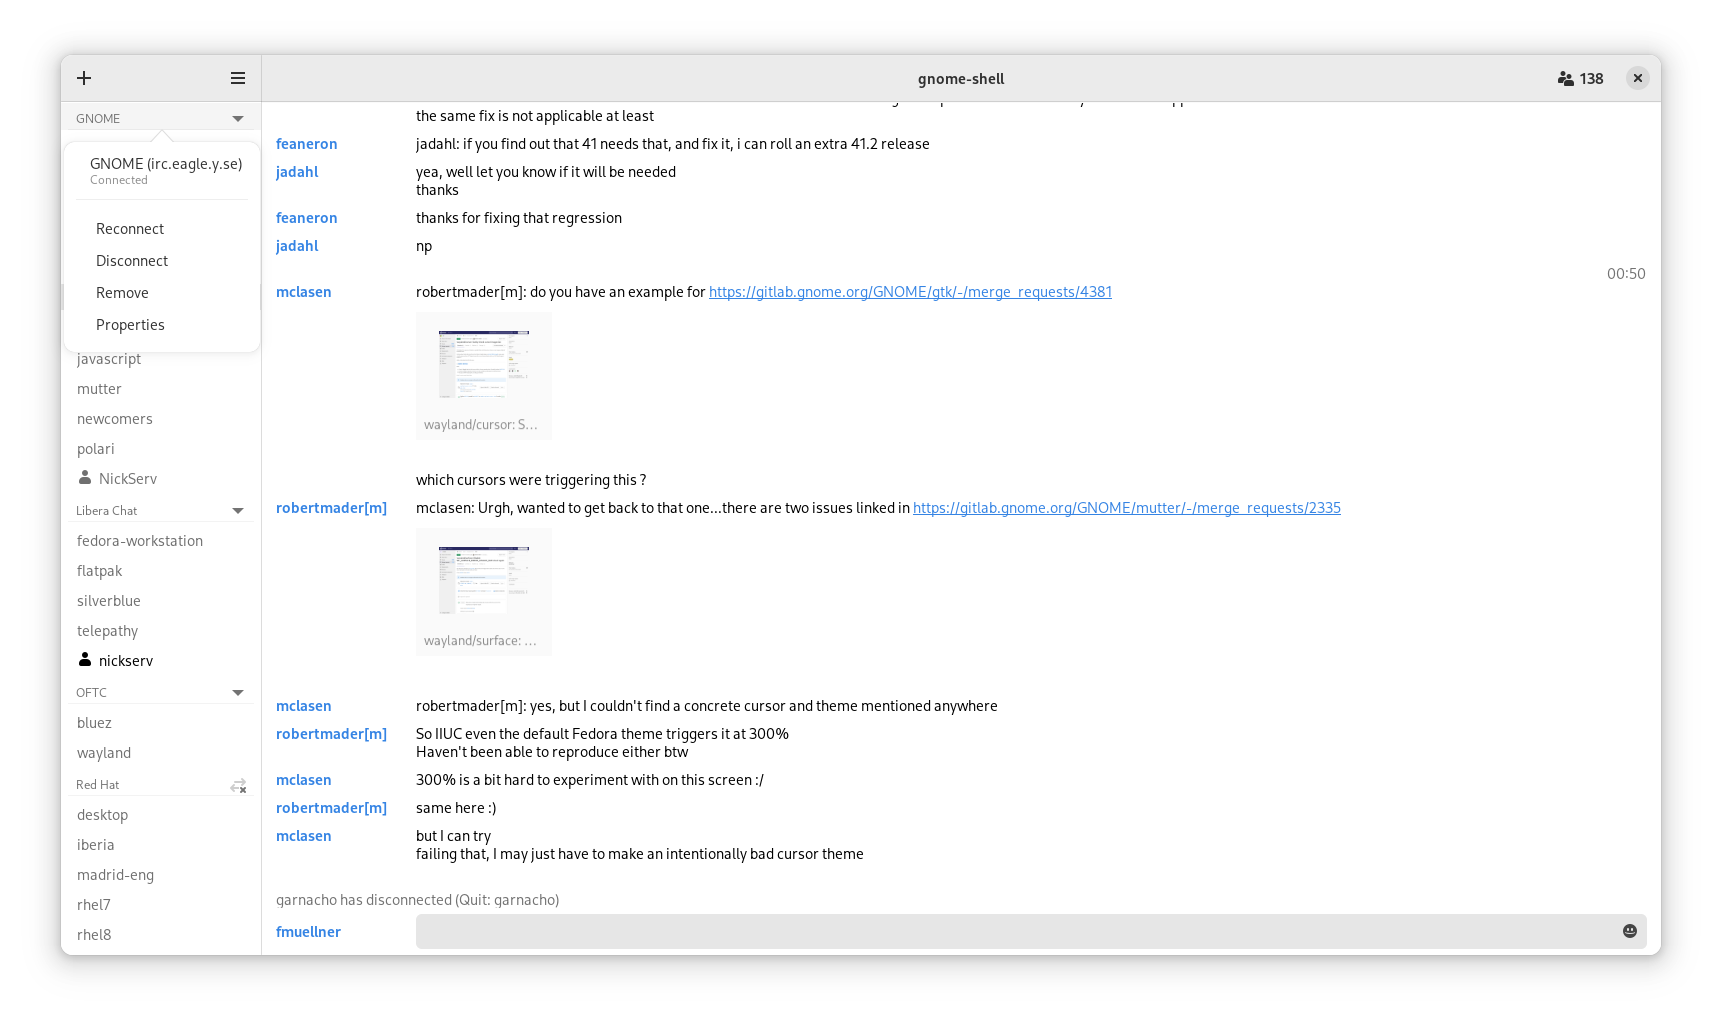 gnome-shell
138
GNOME
GNOME (irc.eagle.y.se)
Connected
Reconnect
Disconnect
Remove
Properties
javascript
mutter
newcomers
polari
NickServ
Libera Chat
fedora-workstation
flatpak
silverblue
telepathy
nickserv
OFTC
bluez
wayland
Red Hat
desktop
iberia
madrid-eng
rhel7
rhel8
the same fix is not applicable at least
feaneron jadahl: if you find out that 41 needs that, and fix it, i can roll an extra 41.2 release
jadahl yea, well let you know if it will be needed
thanks
feaneron thanks for fixing that regression
jadahl np
00:50
mclasen robertmader[m]: do you have an example for https://gitlab.gnome.org/GNOME/gtk/-/merge_requests/4381
wayland/cursor: S...
which cursors were triggering this ?
robertmader[m] mclasen: Urgh, wanted to get back to that one...there are two issues linked in https://gitlab.gnome.org/GNOME/mutter/-/merge_requests/2335
wayland/surface: ...
mclasen robertmader[m]: yes, but I couldn't find a concrete cursor and theme mentioned anywhere
robertmader[m] So IIUC even the default Fedora theme triggers it at 300%
Haven't been able to reproduce either btw
mclasen 300% is a bit hard to experiment with on this screen :/
robertmader[m] same here :)
mclasen but I can try
failing that, I may just have to make an intentionally bad cursor theme
garnacho has disconnected (Quit: garnacho)
fmuellner